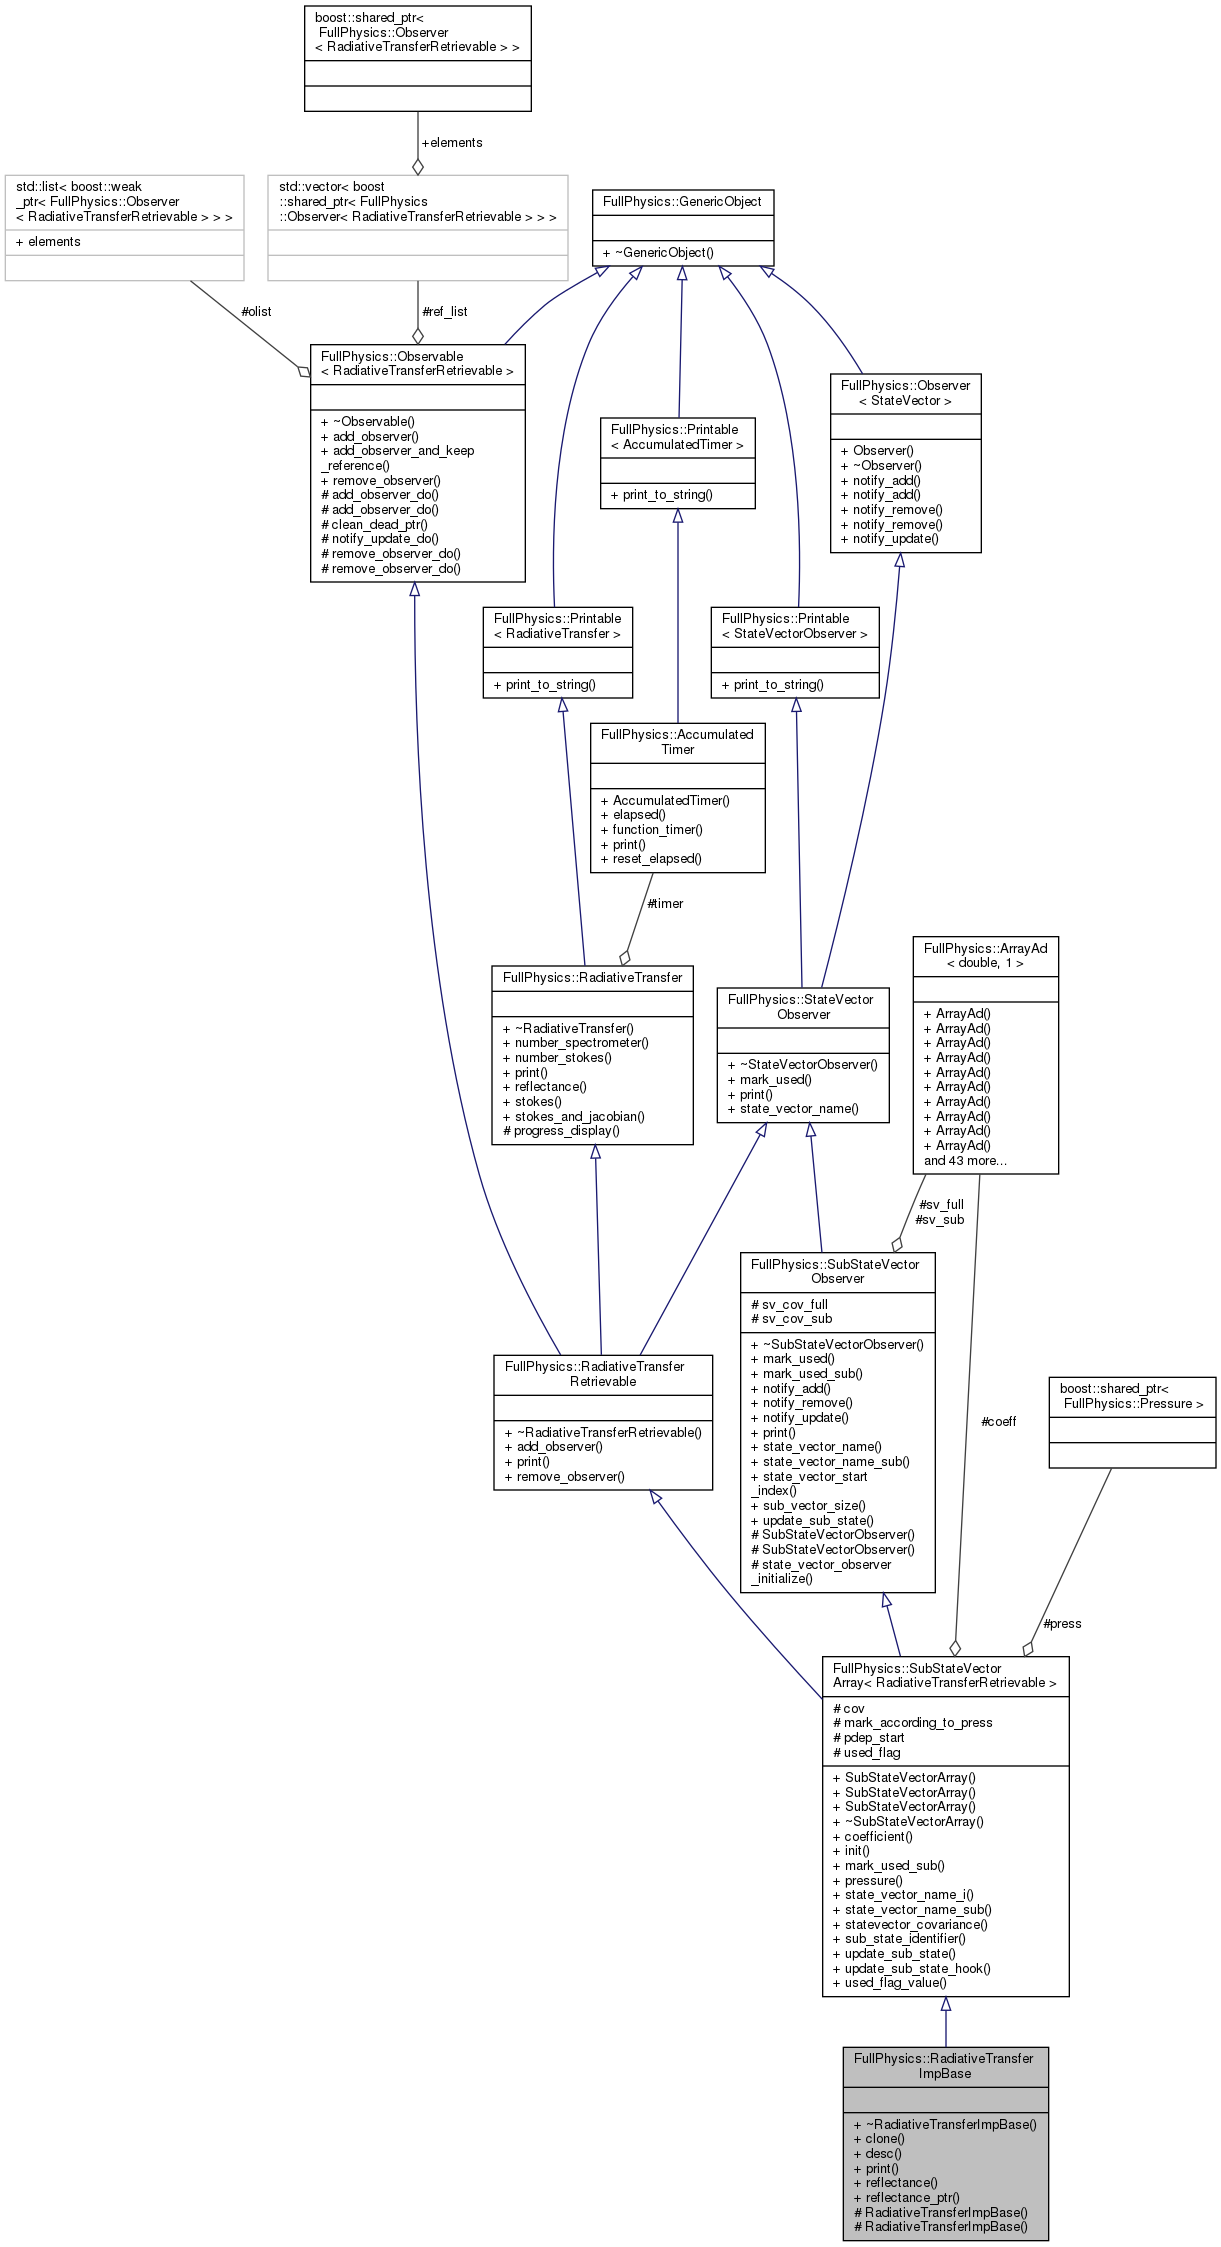 boost::shared_ptr<
FullPhysics::Observer
< RadiativeTransferRetrievable > >
+elements
std::list< boost::weak
_ptr< FullPhysics::Observer
< RadiativeTransferRetrievable > > >
+ elements
std::vector< boost
::shared_ptr< FullPhysics
::Observer< RadiativeTransferRetrievable > > >
FullPhysics::GenericObject
+ ~GenericObject()
#olist
#ref_list
FullPhysics::Observable
< RadiativeTransferRetrievable >
+ ~Observable()
+ add_observer()
+ add_observer_and_keep
_reference()
+ remove_observer()
# add_observer_do()
# add_observer_do()
# clean_dead_ptr()
# notify_update_do()
# remove_observer_do()
# remove_observer_do()
FullPhysics::Printable
< AccumulatedTimer >
+ print_to_string()
FullPhysics::Observer
< StateVector >
+ Observer()
+ ~Observer()
+ notify_add()
+ notify_add()
+ notify_remove()
+ notify_remove()
+ notify_update()
FullPhysics::Printable
< RadiativeTransfer >
+ print_to_string()
FullPhysics::Printable
< StateVectorObserver >
+ print_to_string()
FullPhysics::Accumulated
Timer
+ AccumulatedTimer()
+ elapsed()
+ function_timer()
+ print()
+ reset_elapsed()
#timer
FullPhysics::RadiativeTransfer
+ ~RadiativeTransfer()
+ number_spectrometer()
+ number_stokes()
+ print()
+ reflectance()
+ stokes()
+ stokes_and_jacobian()
# progress_display()
FullPhysics::StateVector
Observer
+ ~StateVectorObserver()
+ mark_used()
+ print()
+ state_vector_name()
FullPhysics::ArrayAd
< double, 1 >
+ ArrayAd()
+ ArrayAd()
+ ArrayAd()
+ ArrayAd()
+ ArrayAd()
+ ArrayAd()
+ ArrayAd()
+ ArrayAd()
+ ArrayAd()
+ ArrayAd()
and 43 more...
#sv_full
#sv_sub
FullPhysics::SubStateVector
Observer
# sv_cov_full
# sv_cov_sub
+ ~SubStateVectorObserver()
+ mark_used()
+ mark_used_sub()
+ notify_add()
+ notify_remove()
+ notify_update()
+ print()
+ state_vector_name()
+ state_vector_name_sub()
+ state_vector_start
_index()
+ sub_vector_size()
+ update_sub_state()
# SubStateVectorObserver()
# SubStateVectorObserver()
# state_vector_observer
_initialize()
FullPhysics::RadiativeTransfer
Retrievable
+ ~RadiativeTransferRetrievable()
+ add_observer()
+ print()
+ remove_observer()
#coeff
boost::shared_ptr<
FullPhysics::Pressure >
#press
FullPhysics::SubStateVector
Array< RadiativeTransferRetrievable >
# cov
# mark_according_to_press
# pdep_start
# used_flag
+ SubStateVectorArray()
+ SubStateVectorArray()
+ SubStateVectorArray()
+ ~SubStateVectorArray()
+ coefficient()
+ init()
+ mark_used_sub()
+ pressure()
+ state_vector_name_i()
+ state_vector_name_sub()
+ statevector_covariance()
+ sub_state_identifier()
+ update_sub_state()
+ update_sub_state_hook()
+ used_flag_value()
FullPhysics::RadiativeTransfer
ImpBase
+ ~RadiativeTransferImpBase()
+ clone()
+ desc()
+ print()
+ reflectance()
+ reflectance_ptr()
# RadiativeTransferImpBase()
# RadiativeTransferImpBase()